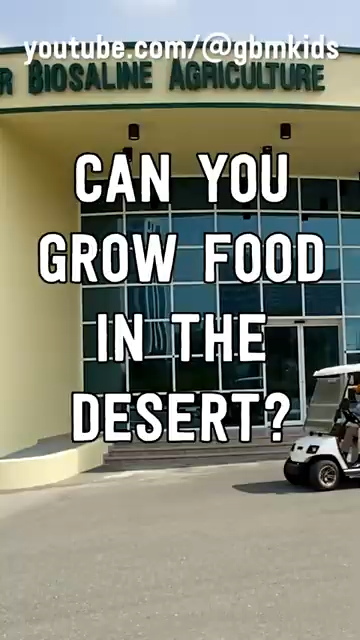 youtube.com/@gbmkids
R BIOSALINE AGRICULTURE
CAN YOU
GROW FOOD
IN THE
DESERT?